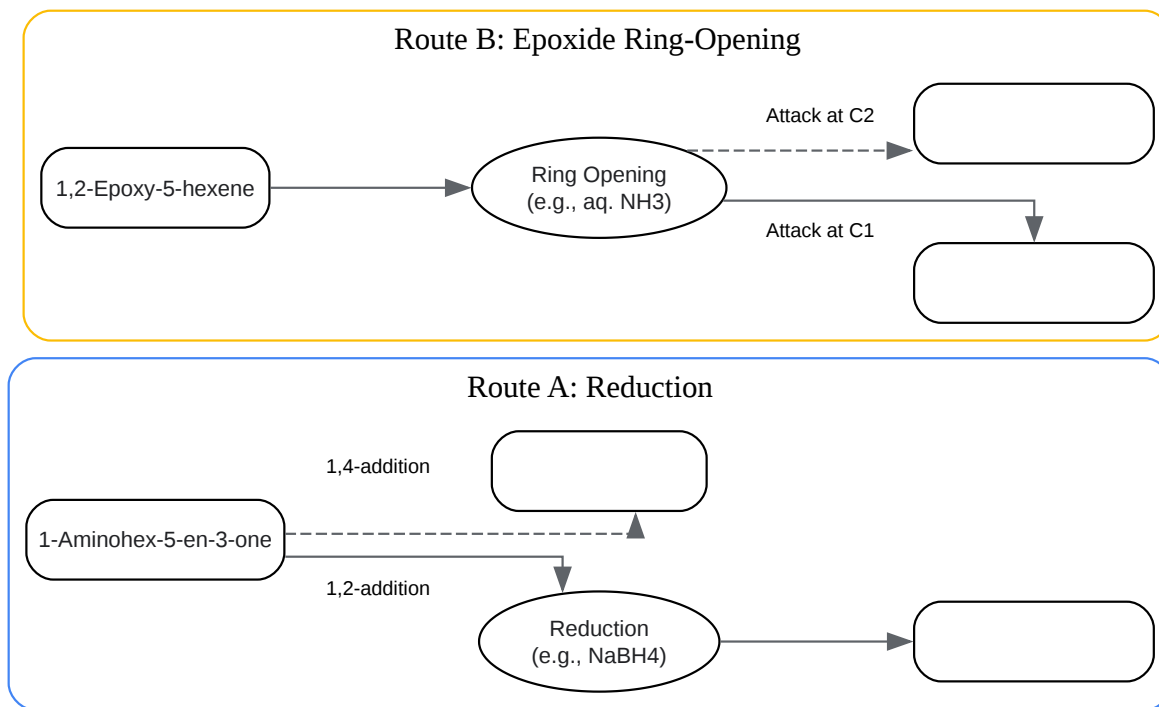 Route B: Epoxide Ring-Opening
Attack at C2
1,2-Epoxy-5-hexene
Ring Opening
(e.g., aq. NH3)
Attack at C1
Route A: Reduction
1,4-addition
1-Aminohex-5-en-3-one
1,2-addition
Reduction
(e.g., NaBH4)